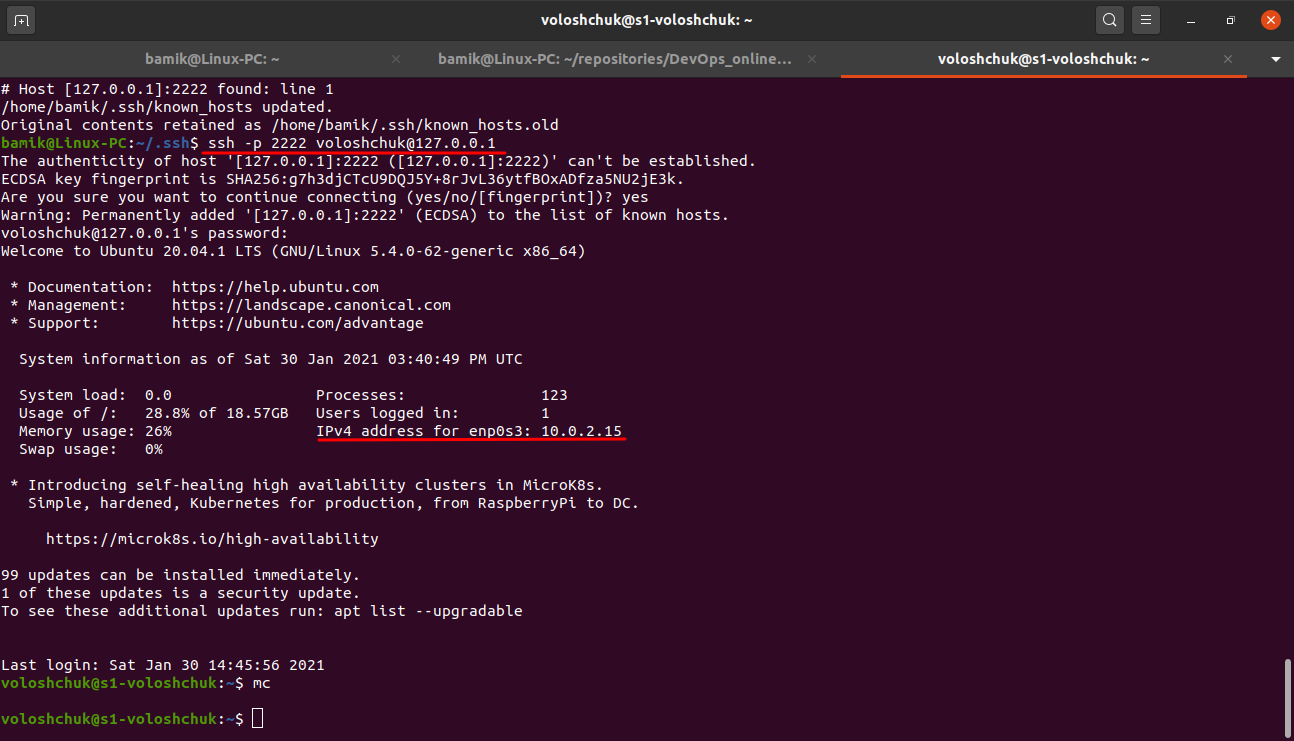 voloshchuk@s1-voloshchuk: ~
bamik@Linux-PC: ~
bamik@Linux-PC: ~/repositories/DevOps_online...
voloshchuk@s1-voloshchuk: ~
# Host [127.0.0.1]:2222 found: line 1
/home/bamik/.ssh/known_hosts updated.
Original contents retained as /home/bamik/.ssh/known_hosts.old
bamik@Linux-PC:~/.ssh$ ssh -p 2222 voloshchuk@127.0.0.1
The authenticity of host '[127.0.0.1]:2222 ([127.0.0.1]:2222)' can't be established.
ECDSA key fingerprint is SHA256:g7h3djCTcU9DQJ5Y+8rJvL36ytfBOxADfza5NU2jE3k.
Are you sure you want to continue connecting (yes/no/[fingerprint])? yes
Warning: Permanently added '[127.0.0.1]:2222' (ECDSA) to the list of known hosts.
voloshchuk@127.0.0.1's password:
Welcome to Ubuntu 20.04.1 LTS (GNU/Linux 5.4.0-62-generic x86_64)
* Documentation:  https://help.ubuntu.com
* Management:     https://landscape.canonical.com
* Support:        https://ubuntu.com/advantage
System information as of Sat 30 Jan 2021 03:40:49 PM UTC
System load:  0.0                Processes:               123
Usage of /:   28.8% of 18.57GB   Users logged in:         1
Memory usage: 26%                IPv4 address for enp0s3: 10.0.2.15
Swap usage:   0%
* Introducing self-healing high availability clusters in MicroK8s.
Simple, hardened, Kubernetes for production, from RaspberryPi to DC.
https://microk8s.io/high-availability
99 updates can be installed immediately.
1 of these updates is a security update.
To see these additional updates run: apt list --upgradable
Last login: Sat Jan 30 14:45:56 2021
voloshchuk@s1-voloshchuk:~$ mc
voloshchuk@s1-voloshchuk:~$